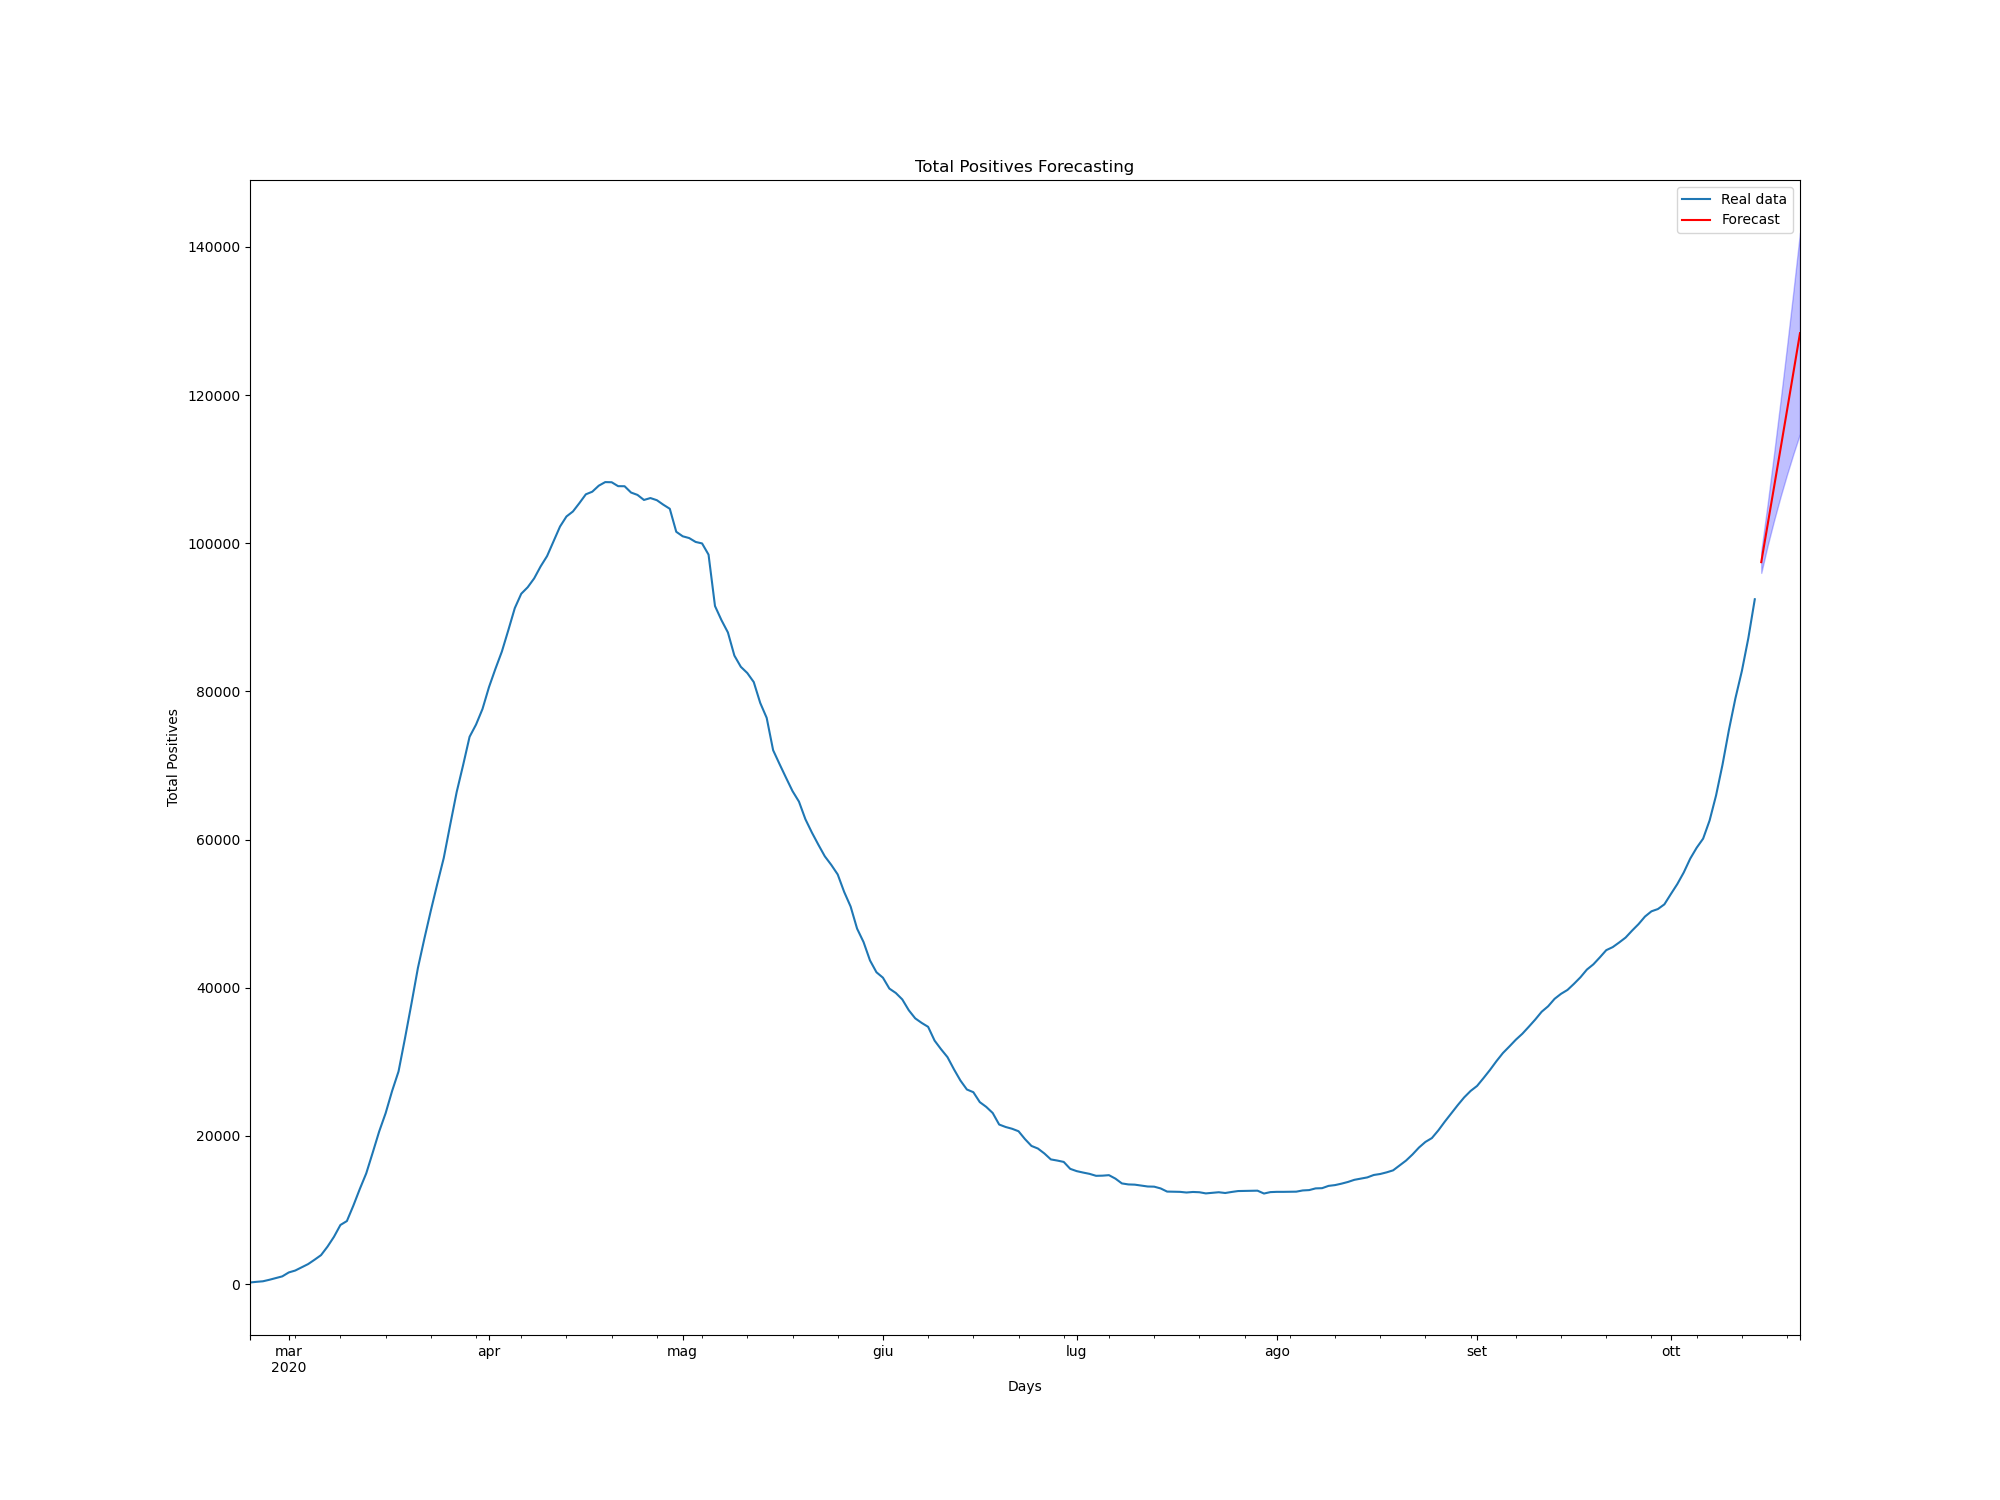 Total Positives Forecasting
Real data
Forecast
140000
120000
100000
80000
60000
40000
20000
0
Total Positives
mar
2020
apr
mag
giu
lug
ago
set
ott
Days